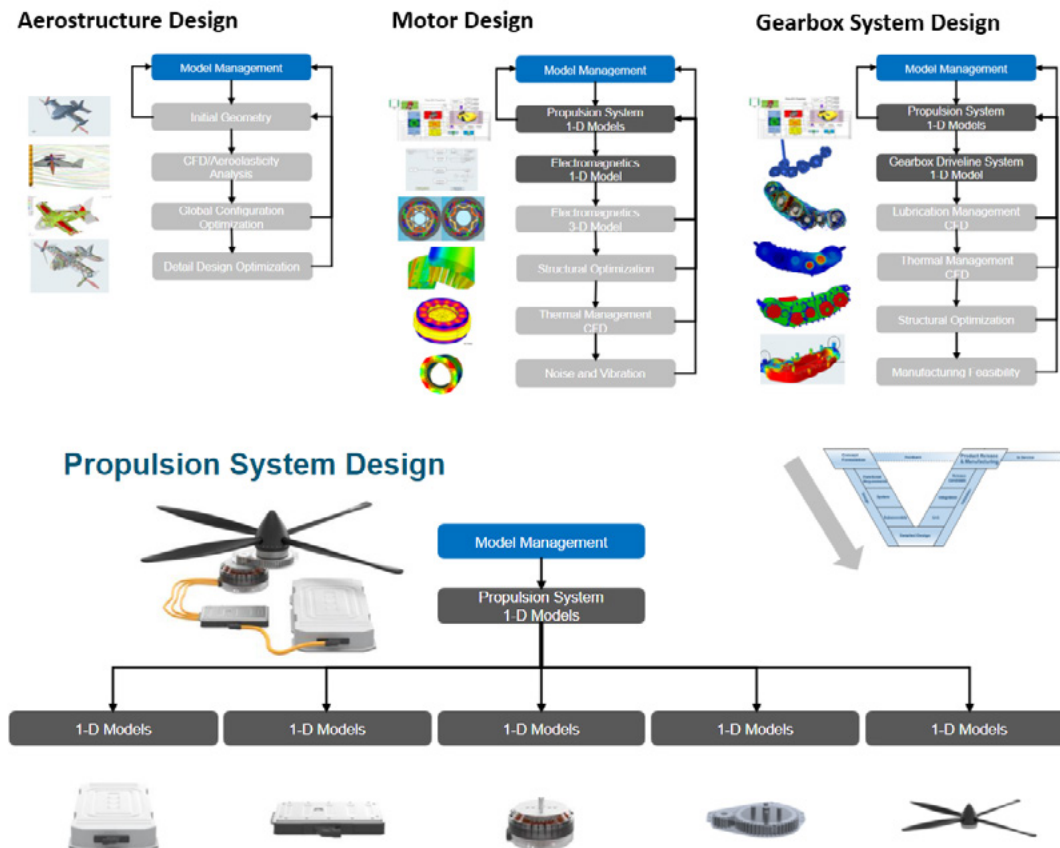 Aerostructure Design
Model Management
Initial Geometry
CFD/Aeroelasticity
Analysis
Global Configuration
Optimization
Detail Design Optimization
Motor Design
Model Management
Propulsion System
1-D Models
Electromagnetics
1-D Model
Electromagnetics
3-D Model
Structural Optimization
Thermal Management
CFD
Noise and Vibration
Gearbox System Design
Model Management
Propulsion System
1-D Models
Gearbox Driveline System
1-D Model
Lubrication Management
CFD
Thermal Management
CFD
Structural Optimization
Manufacturing Feasibility
Propulsion System Design
Product Release
& Manufacturing
Detailed Design
Model Management
Propulsion System
1-D Models
1-D Models
1-D Models
1-D Models
1-D Models
1-D Models